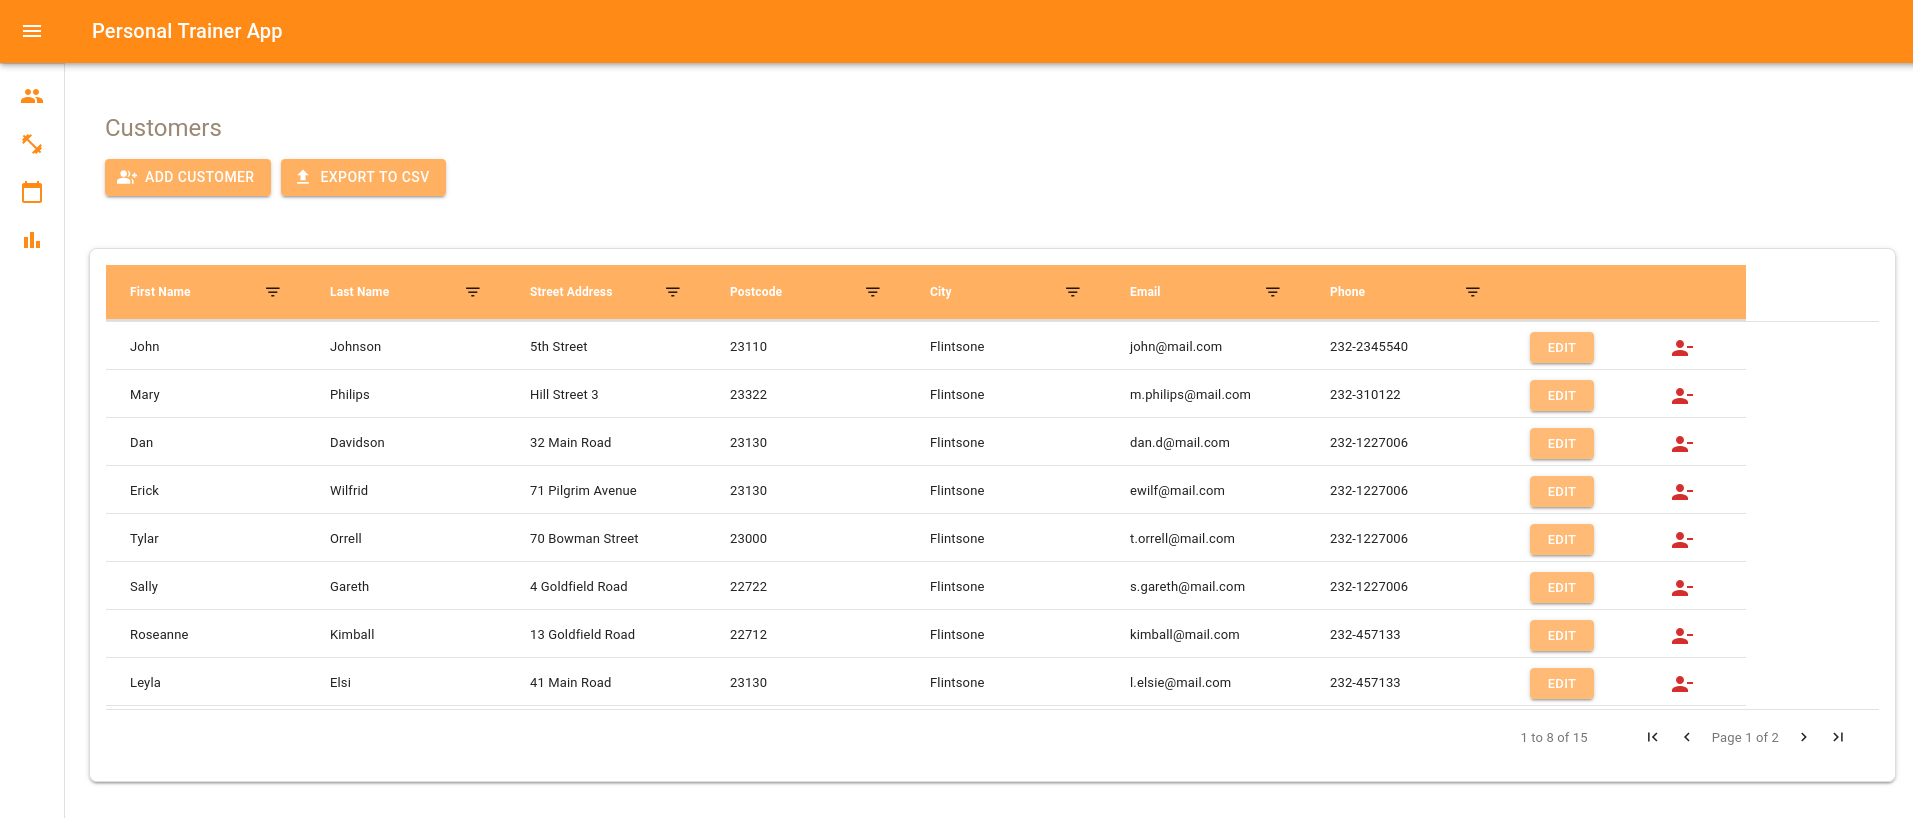 Personal Trainer App
Customers
ADD CUSTOMER EXPORT TO CSV
First Name Last Name Street Address Postcode City Email Phone
John Johnson 5th Street 23110 Flintsone john@mail.com 232-2345540 EDIT
Mary Philips Hill Street 3 23322 Flintsone m.philips@mail.com 232-310122 EDIT
Dan Davidson 32 Main Road 23130 Flintsone dan.d@mail.com 232-1227006 EDIT
Erick Wilfrid 71 Pilgrim Avenue 23130 Flintsone ewilf@mail.com 232-1227006 EDIT
Tylar Orrell 70 Bowman Street 23000 Flintsone t.orrell@mail.com 232-1227006 EDIT
Sally Gareth 4 Goldfield Road 22722 Flintsone s.gareth@mail.com 232-1227006 EDIT
Roseanne Kimball 13 Goldfield Road 22712 Flintsone kimball@mail.com 232-457133 EDIT
Leyla Elsi 41 Main Road 23130 Flintsone l.elsie@mail.com 232-457133 EDIT
1 to 8 of 15 Page 1 of 2